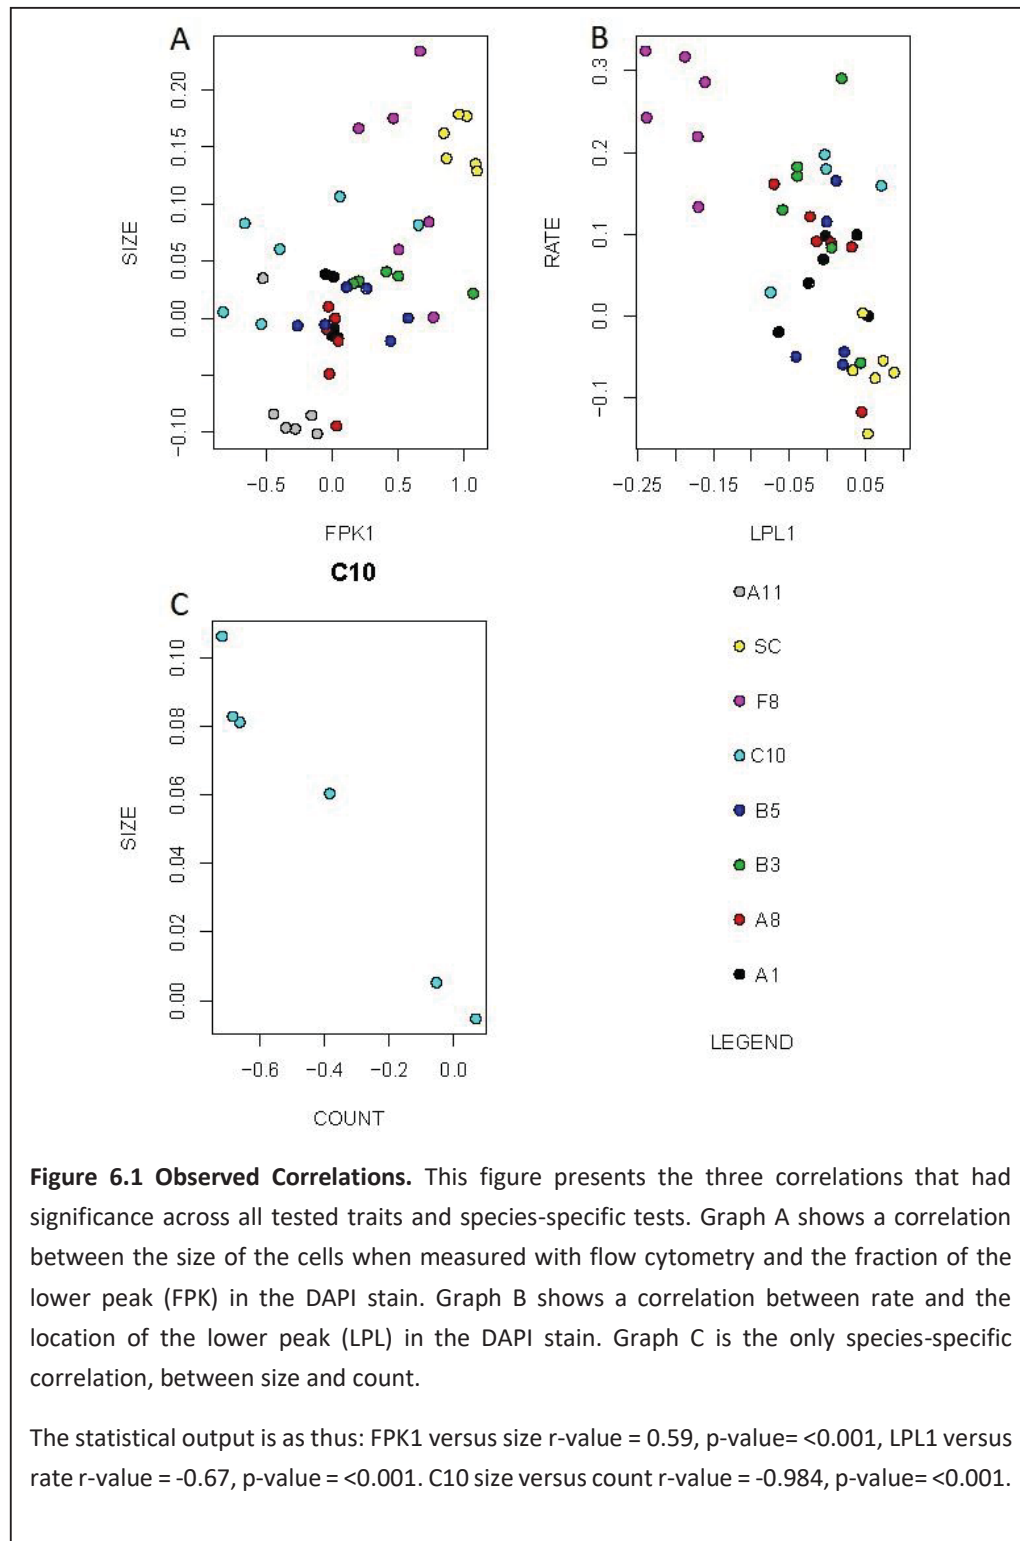 A
SIZE
0.20
0.15
0.10
0.05
0.00
−0.10
−0.5 0.0 0.5 1.0
FPK1
B
RATE
0.3
0.2
0.1
0.0
−0.1
−0.25 −0.15 −0.05 0.05
LPL1
C10
C
SIZE
0.10
0.08
0.06
0.04
0.02
0.00
−0.6 −0.4 −0.2 0.0
COUNT
A11
SC
F8
C10
B5
B3
A8
A1
LEGEND
Figure 6.1 Observed Correlations. This figure presents the three correlations that had
significance across all tested traits and species-specific tests. Graph A shows a correlation
between the size of the cells when measured with flow cytometry and the fraction of the
lower peak (FPK) in the DAPI stain. Graph B shows a correlation between rate and the
location of the lower peak (LPL) in the DAPI stain. Graph C is the only species-specific
correlation, between size and count.
The statistical output is as thus: FPK1 versus size r-value = 0.59, p-value= <0.001, LPL1 versus
rate r-value = -0.67, p-value = <0.001. C10 size versus count r-value = -0.984, p-value= <0.001.